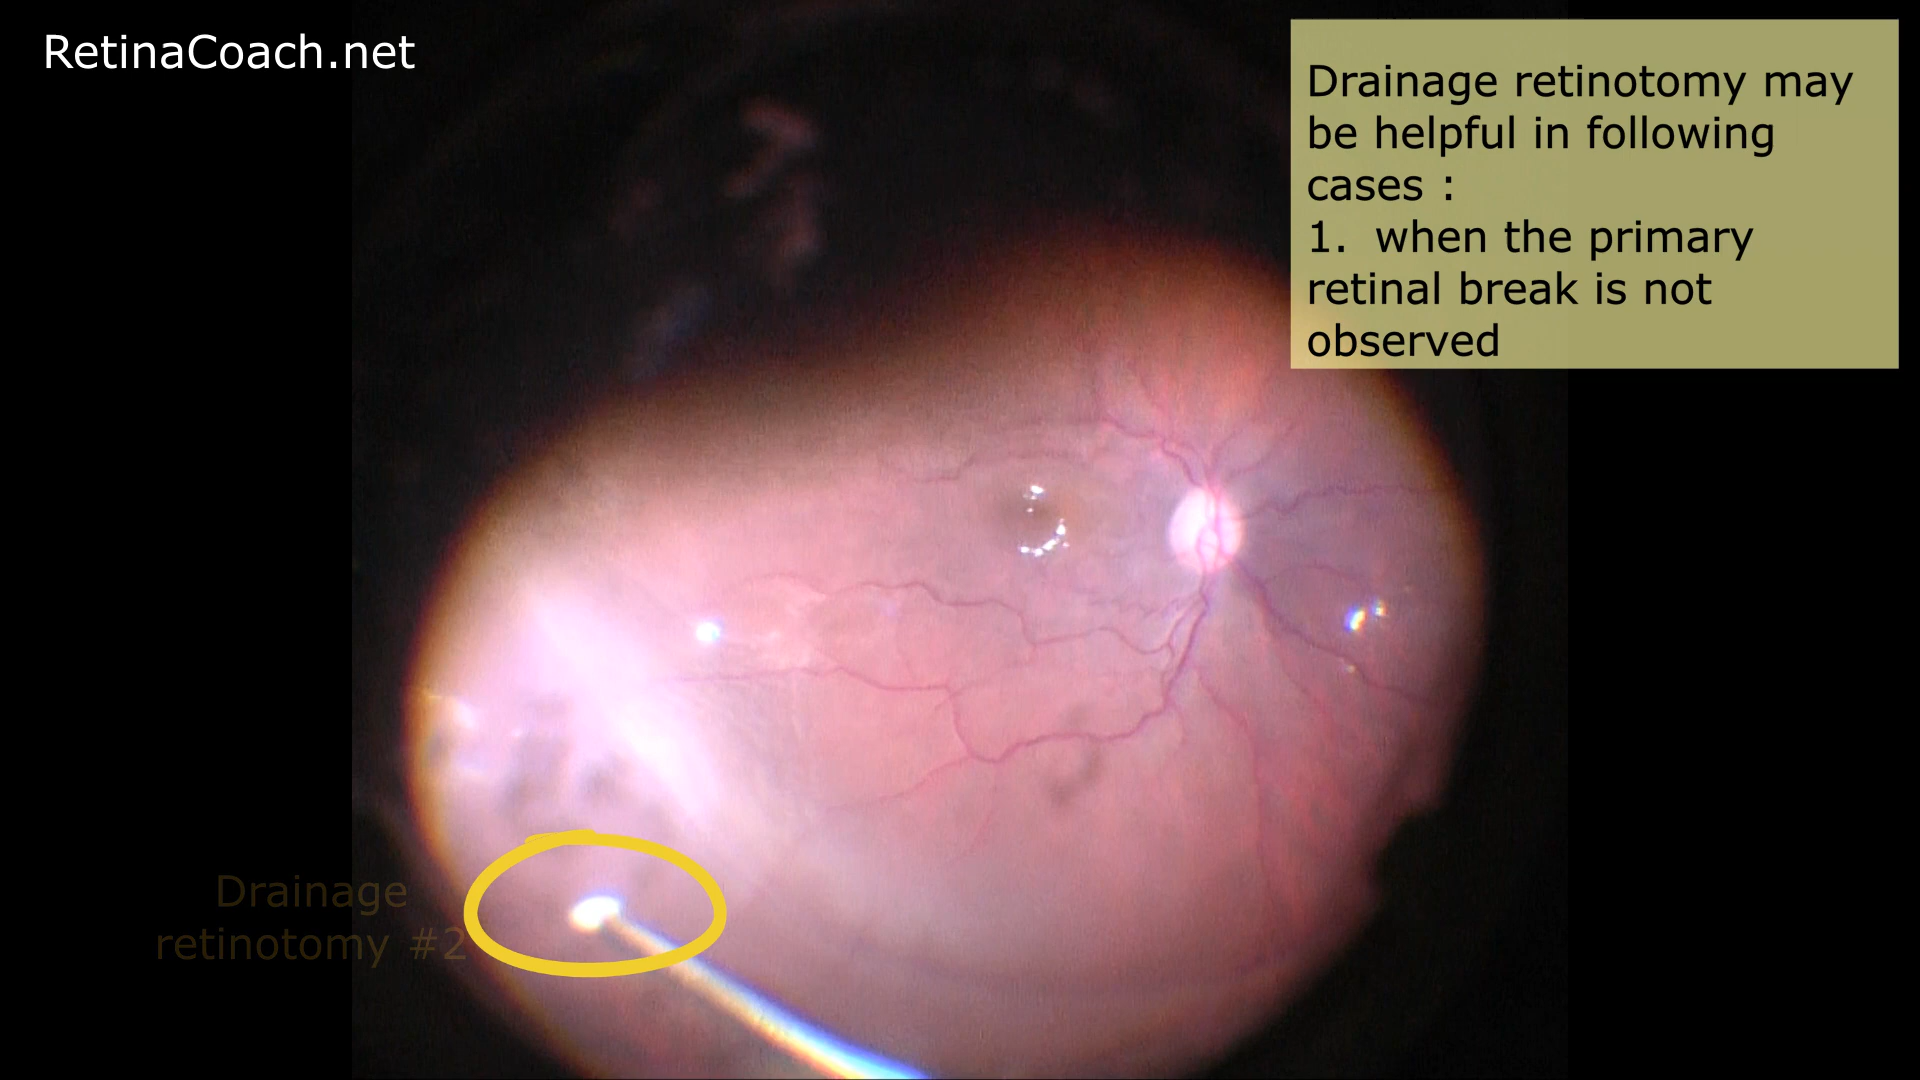 RetinaCoach.net
Drainage retinotomy may
be helpful in following
cases :
1. when the primary
retinal break is not
observed
Drainage
retinotomy #2